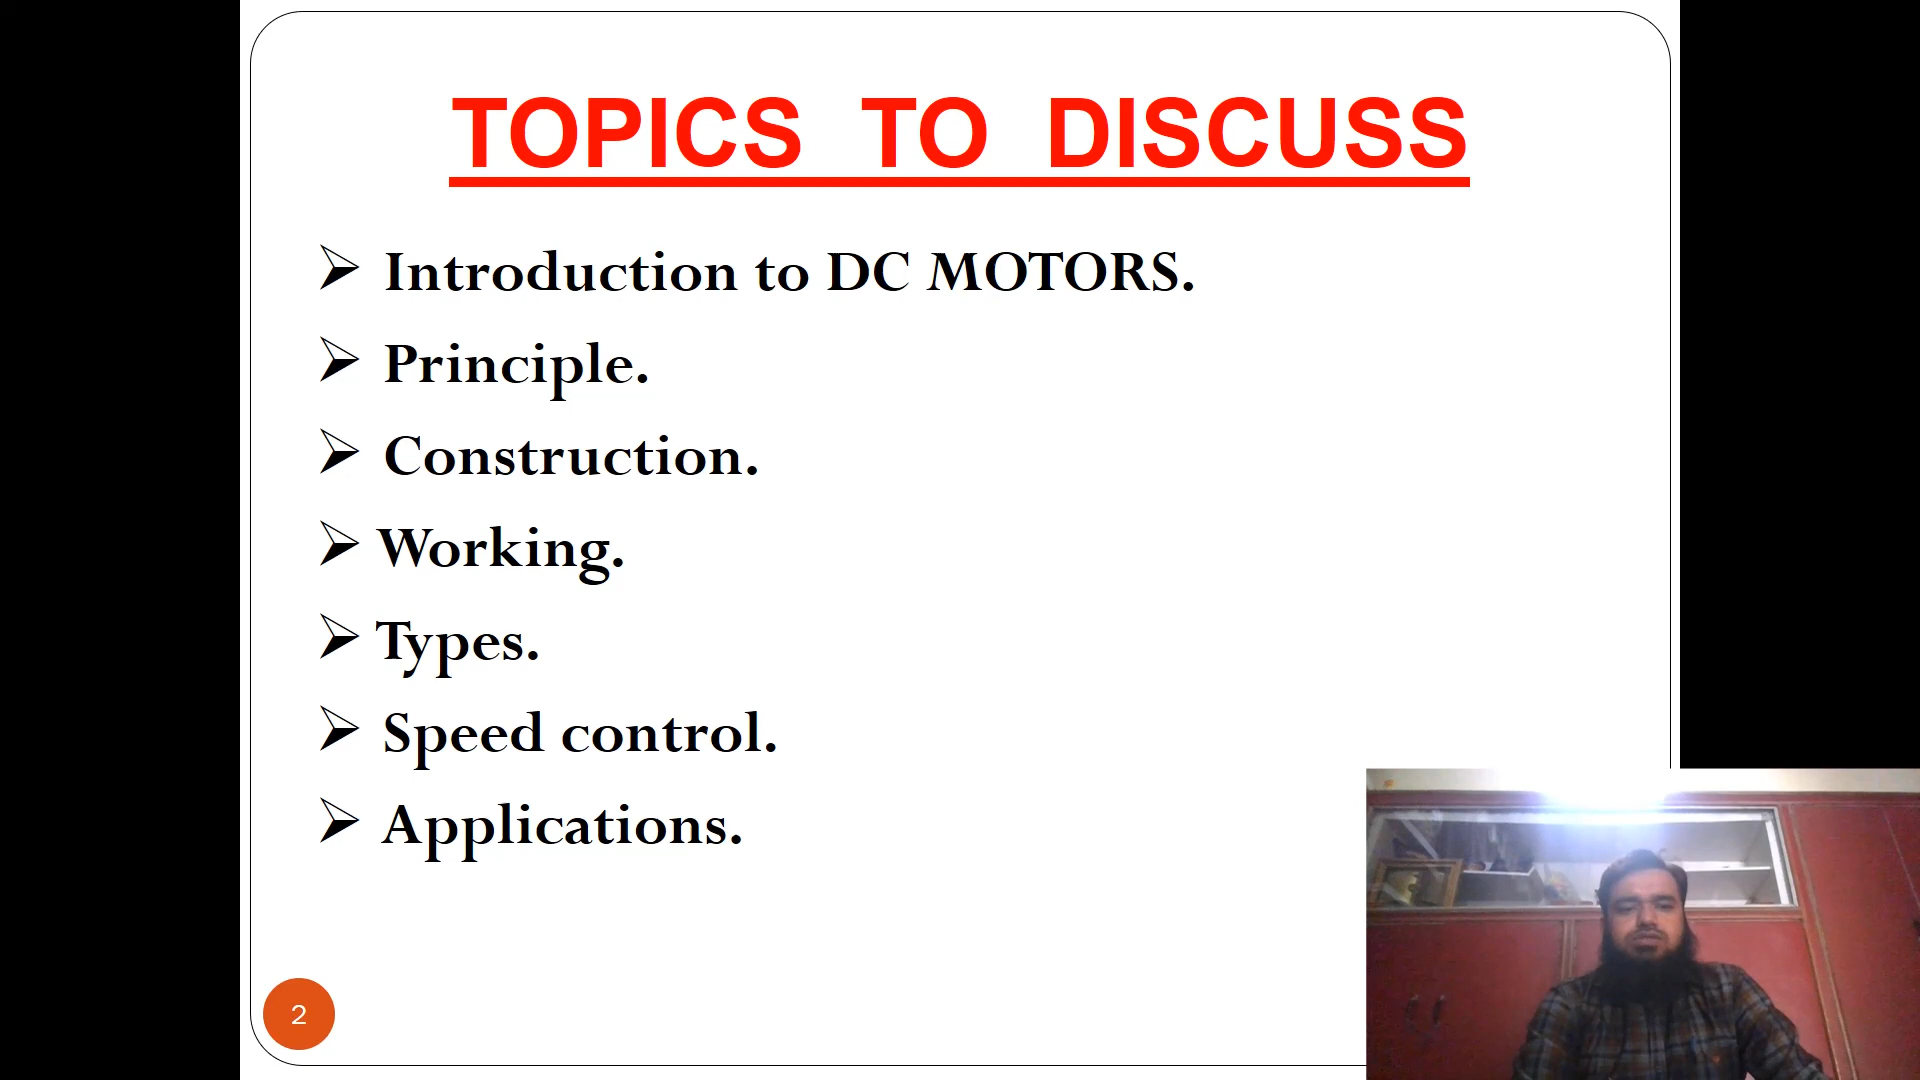 TOPICS TO DISCUSS
Introduction to DC MOTORS.
Principle.
Construction.
Working.
Types.
Speed control.
Applications.
2